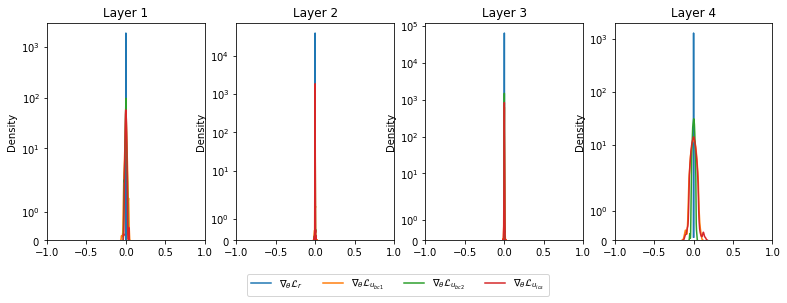 Layer 1 Layer 2 Layer 3 Layer 4
Density Density Density Density
10³ 10² 10¹ 10⁰ 0
10⁴ 10³ 10² 10¹ 10⁰ 0
10⁵ 10⁴ 10³ 10² 10¹ 10⁰ 0
10³ 10² 10¹ 10⁰ 0
−1.0 −0.5 0.0 0.5 1.0 −1.0 −0.5 0.0 0.5 1.0 −1.0 −0.5 0.0 0.5 1.0 −1.0 −0.5 0.0 0.5 1.0
∇θℒr ∇θℒu_bc1 ∇θℒu_bc2 ∇θℒu_ics